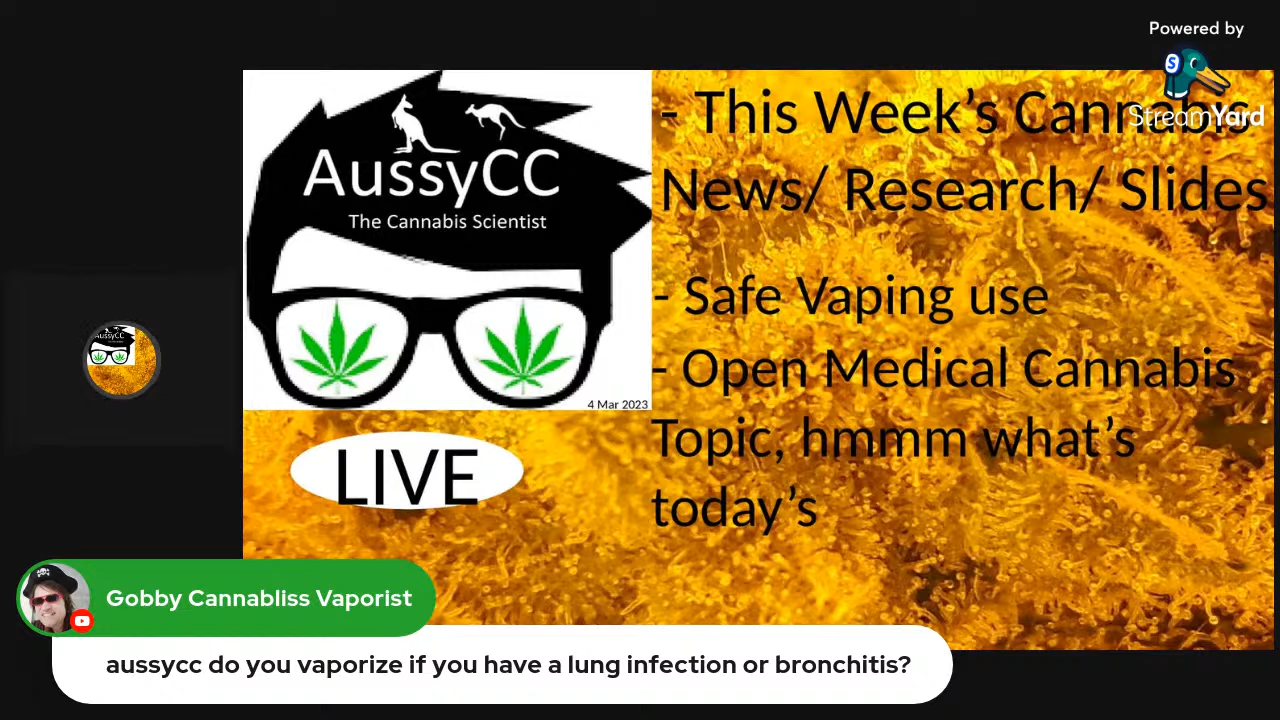 Powered by
StreamYard
- This Week's Cannabis
News/ Research/ Slides
AussyCC
The Cannabis Scientist
- Safe Vaping use
- Open Medical Cannabis
Topic, hmmm what's
today's
4 Mar 2023
LIVE
Gobby Cannabliss Vaporist
aussycc do you vaporize if you have a lung infection or bronchitis?